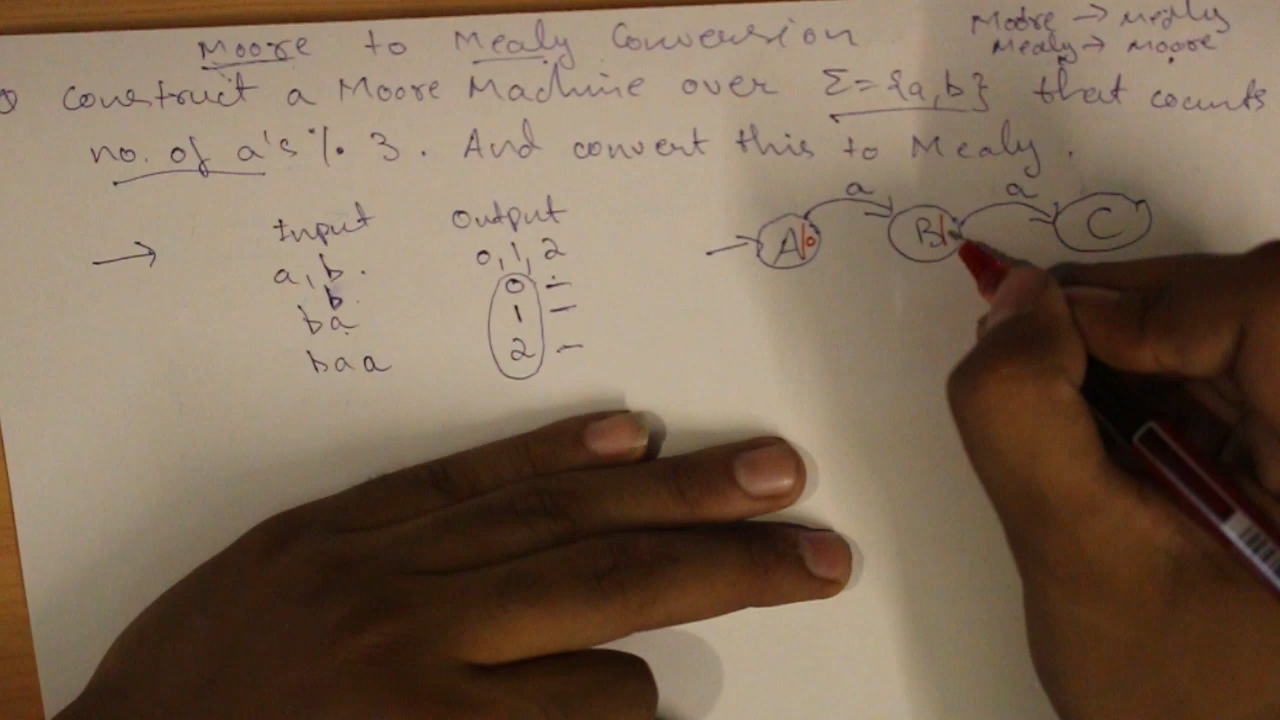 Moore to Mealy Conversion
Moore → Mealy
Mealy → Moore
Q Construct a Moore Machine over Σ={a,b} that counts
no. of a's % 3. And convert this to Mealy.
Input Output
a,b. 0,1,2
b. 0 –
ba 1 –
baa 2 –
→
a a
→ A/0 B/ C